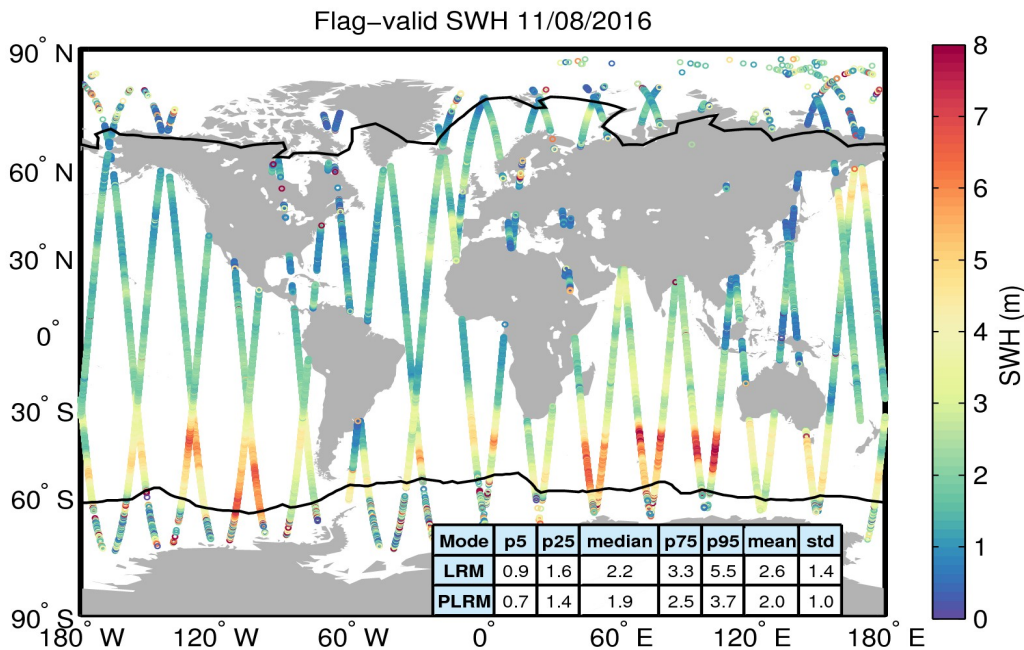 Flag−valid SWH 11/08/2016
90° N
60° N
30° N
0°
30° S
60° S
90° S
180° W
120° W
60° W
0°
60° E
120° E
180° E
Mode p5 p25 median p75 p95 mean std
LRM 0.9 1.6 2.2 3.3 5.5 2.6 1.4
PLRM 0.7 1.4 1.9 2.5 3.7 2.0 1.0
8
7
6
5
4
3
2
1
0
SWH (m)